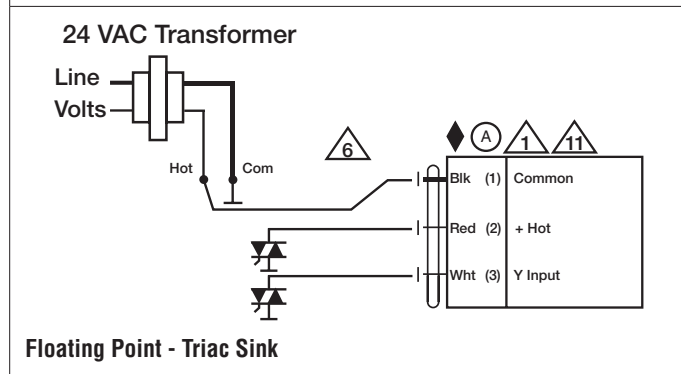 24 VAC Transformer
Line
Volts
Hot
Com
6
A
1
11
Blk (1) Common
Red (2) + Hot
Wht (3) Y Input
Floating Point - Triac Sink